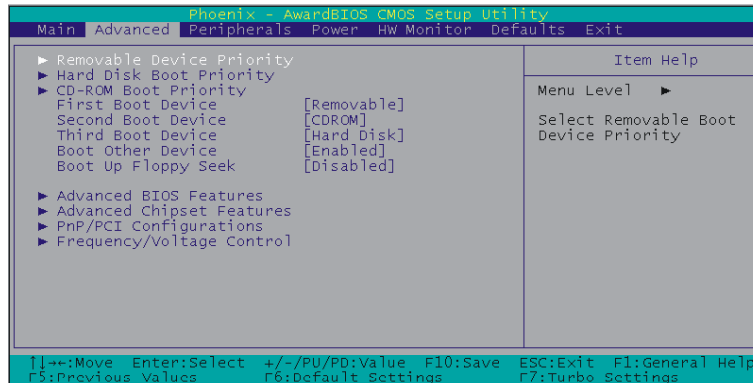 Phoenix - AwardBIOS CMOS Setup Utility
Main Advanced Peripherals Power HW Monitor Defaults Exit
► Removable Device Priority
► Hard Disk Boot Priority
► CD-ROM Boot Priority
First Boot Device [Removable]
Second Boot Device [CDROM]
Third Boot Device [Hard Disk]
Boot Other Device [Enabled]
Boot Up Floppy Seek [Disabled]
► Advanced BIOS Features
► Advanced Chipset Features
► PnP/PCI Configurations
► Frequency/Voltage Control
Item Help
Menu Level ►
Select Removable Boot
Device Priority
↑↓→←:Move Enter:Select +/-/PU/PD:Value F10:Save ESC:Exit F1:General Help
F5:Previous Values F6:Default Settings F7:Turbo Settings